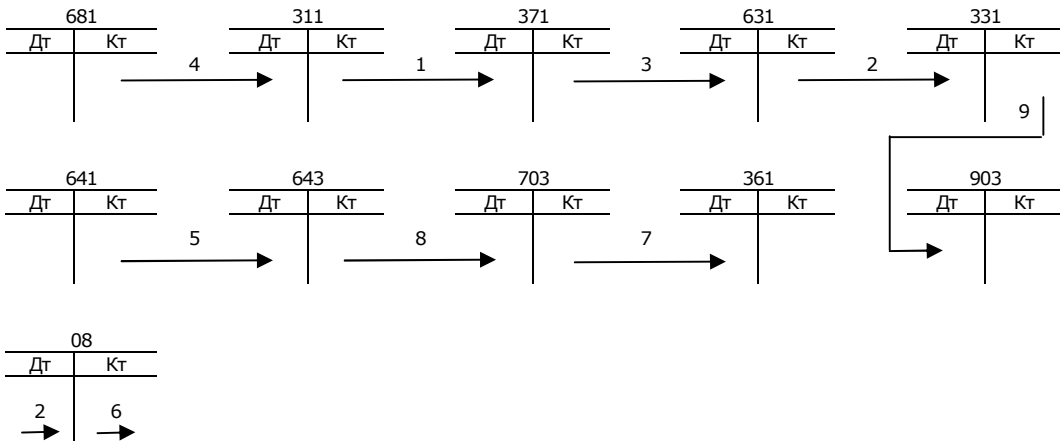 681 311 371 631 331
Дт Кт Дт Кт Дт Кт Дт Кт Дт Кт
4 1 3 2
9
641 643 703 361 903
Дт Кт Дт Кт Дт Кт Дт Кт Дт Кт
5 8 7
08
Дт Кт
2 6